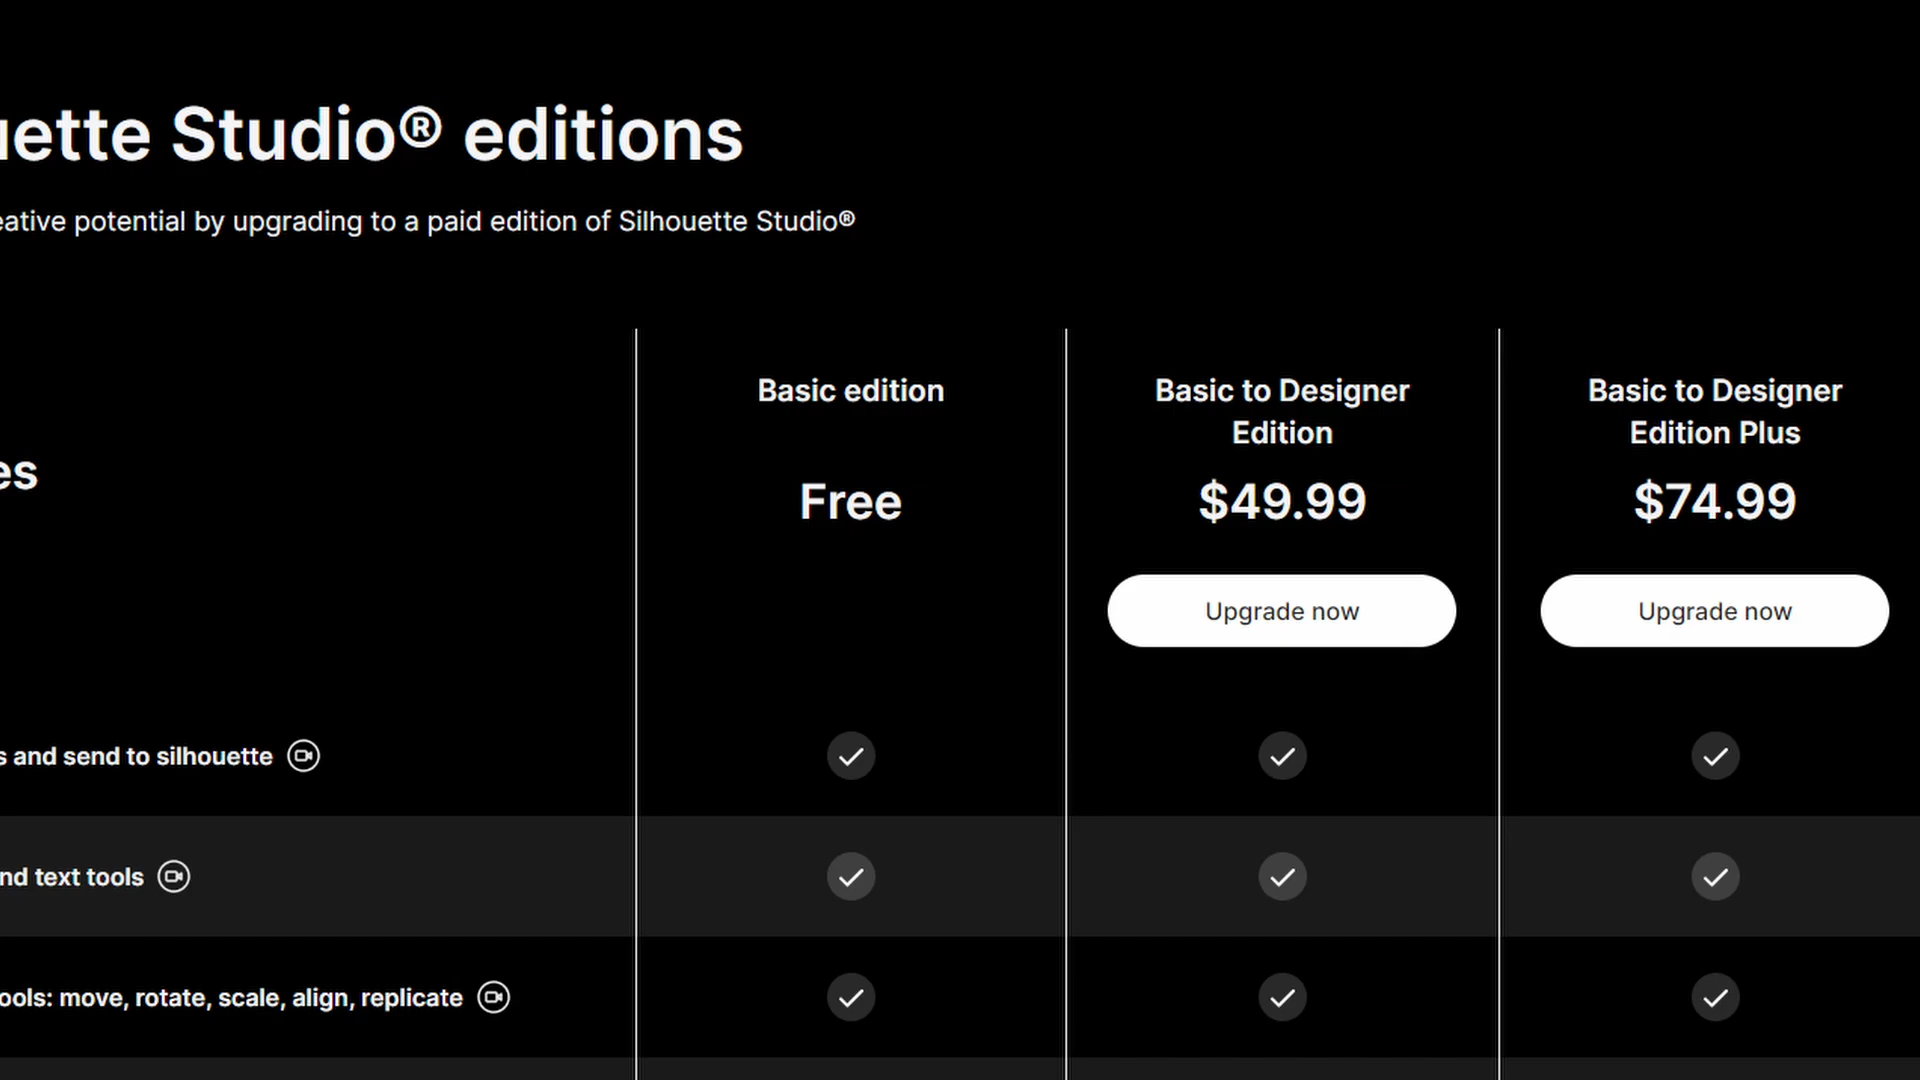 uette Studio® editions
eative potential by upgrading to a paid edition of Silhouette Studio®
es
Basic edition
Free
Basic to Designer
Edition
$49.99
Upgrade now
Basic to Designer
Edition Plus
$74.99
Upgrade now
s and send to silhouette
nd text tools
ools: move, rotate, scale, align, replicate